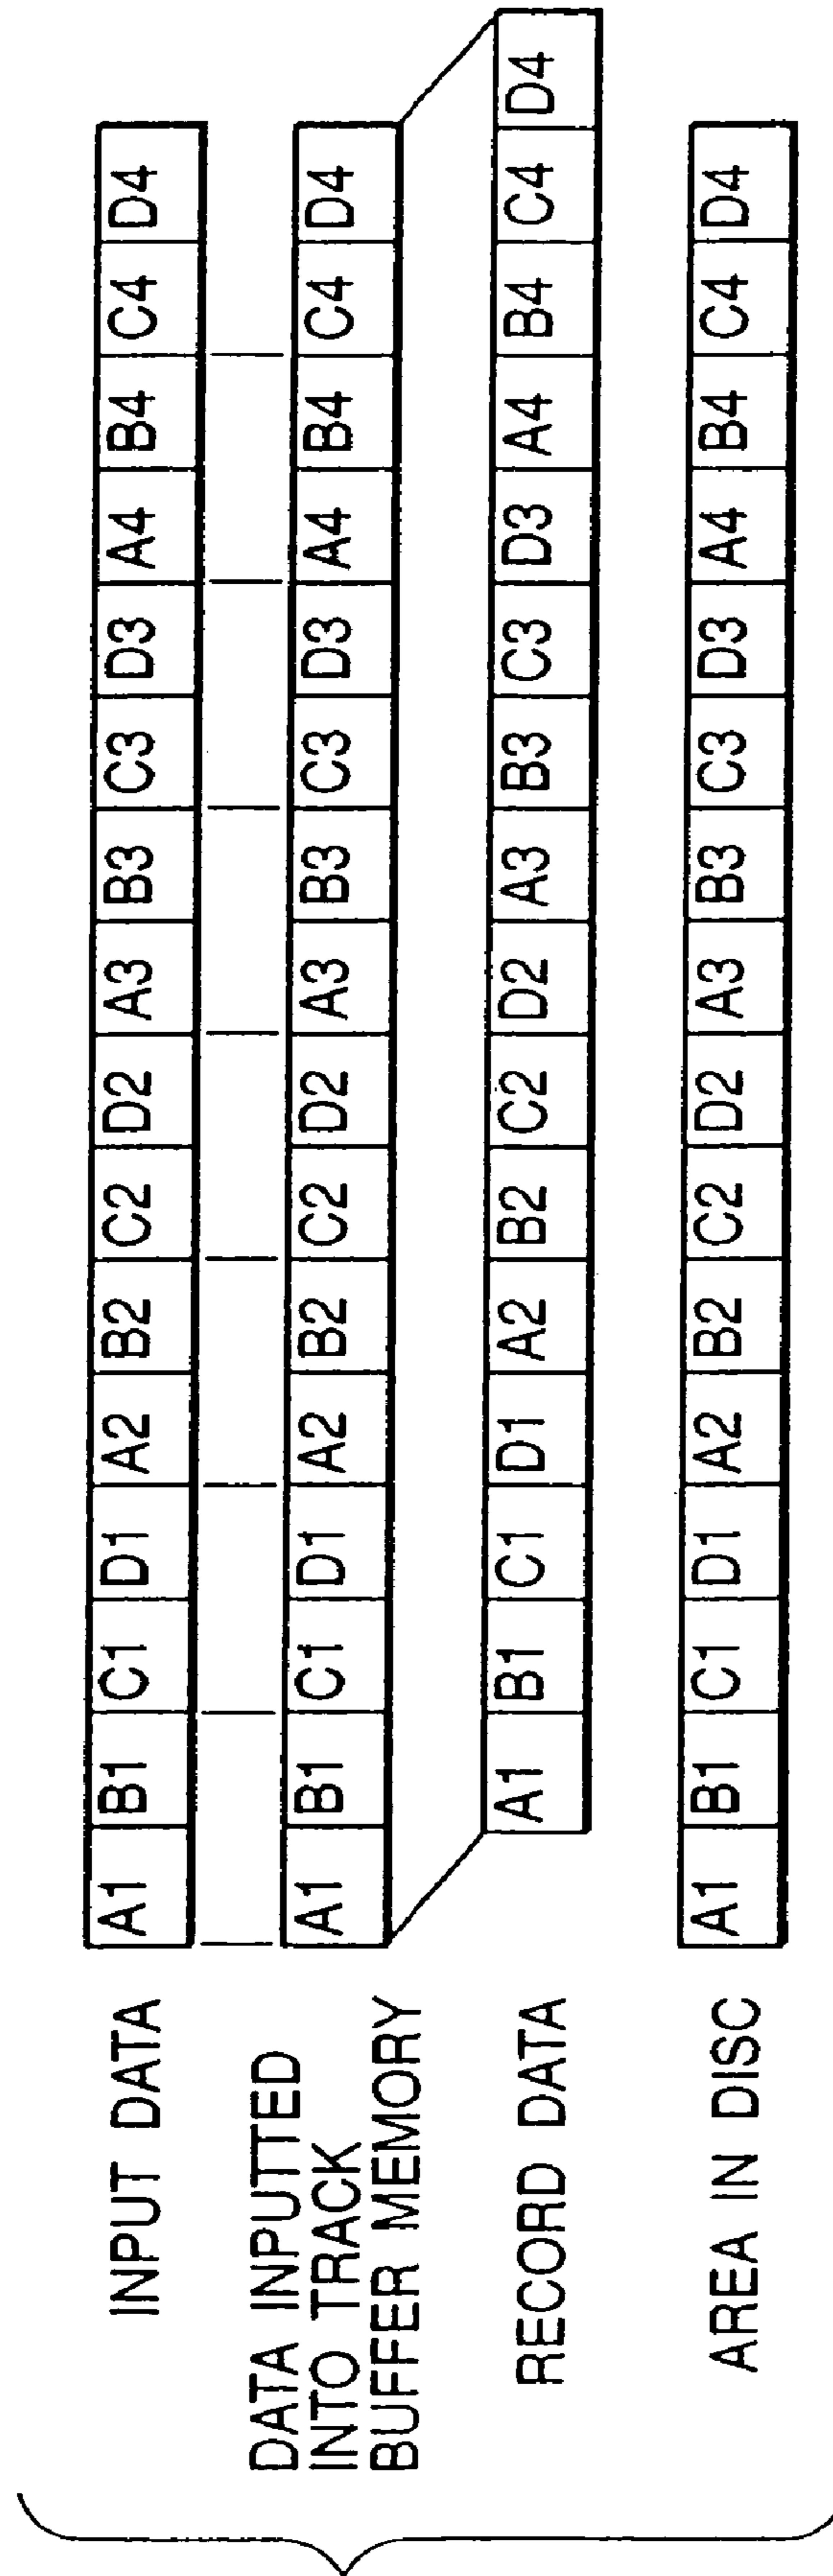 INPUT DATA
A1 B1 C1 D1 A2 B2 C2 D2 A3 B3 C3 D3 A4 B4 C4 D4
DATA INPUTTED
INTO TRACK
BUFFER MEMORY
A1 B1 C1 D1 A2 B2 C2 D2 A3 B3 C3 D3 A4 B4 C4 D4
RECORD DATA
A1 B1 C1 D1 A2 B2 C2 D2 A3 B3 C3 D3 A4 B4 C4 D4
AREA IN DISC
A1 B1 C1 D1 A2 B2 C2 D2 A3 B3 C3 D3 A4 B4 C4 D4